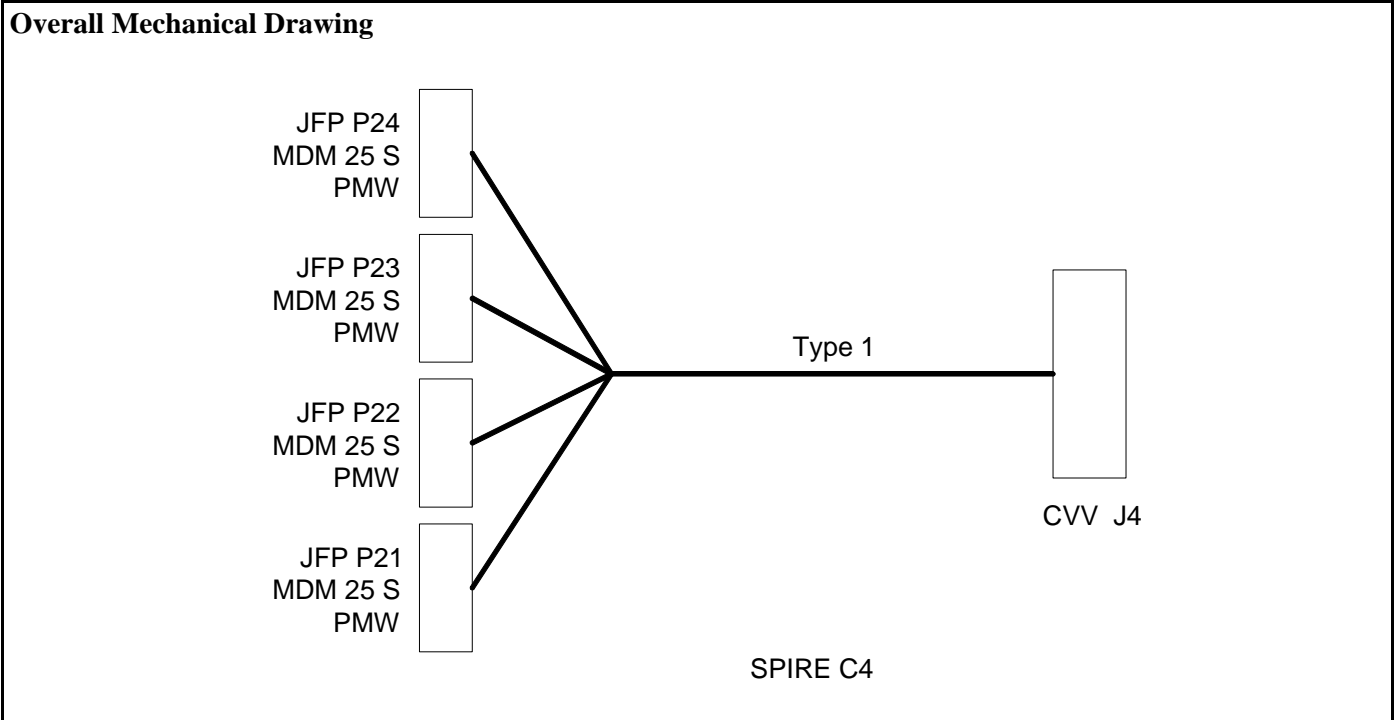 Overall Mechanical Drawing
JFP P24
MDM 25 S
PMW
JFP P23
MDM 25 S
PMW
JFP P22
MDM 25 S
PMW
JFP P21
MDM 25 S
PMW
Type 1
CVV J4
SPIRE C4